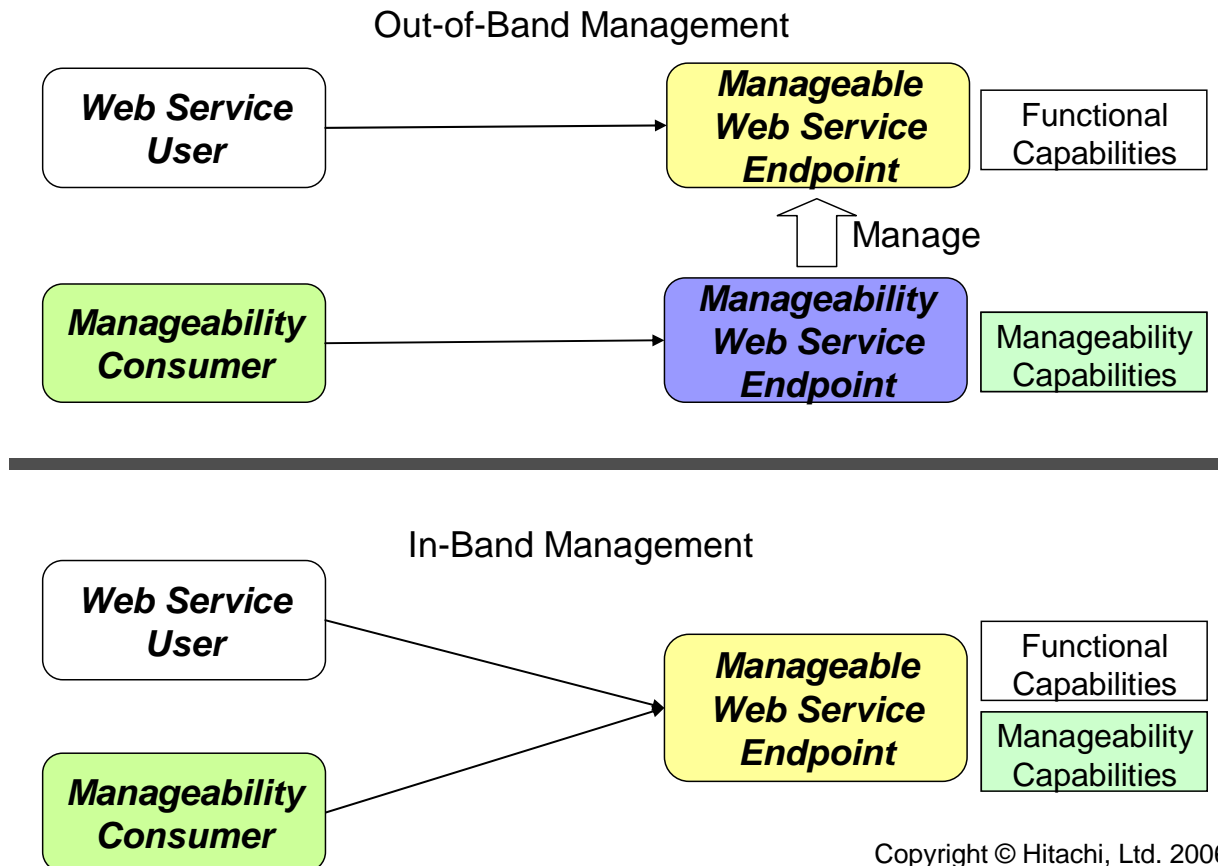 Out-of-Band Management
Web Service
User
Manageable
Web Service
Endpoint
Functional
Capabilities
Manage
Manageability
Consumer
Manageability
Web Service
Endpoint
Manageability
Capabilities
In-Band Management
Web Service
User
Manageable
Web Service
Endpoint
Functional
Capabilities
Manageability
Capabilities
Manageability
Consumer
Copyright © Hitachi, Ltd. 2006